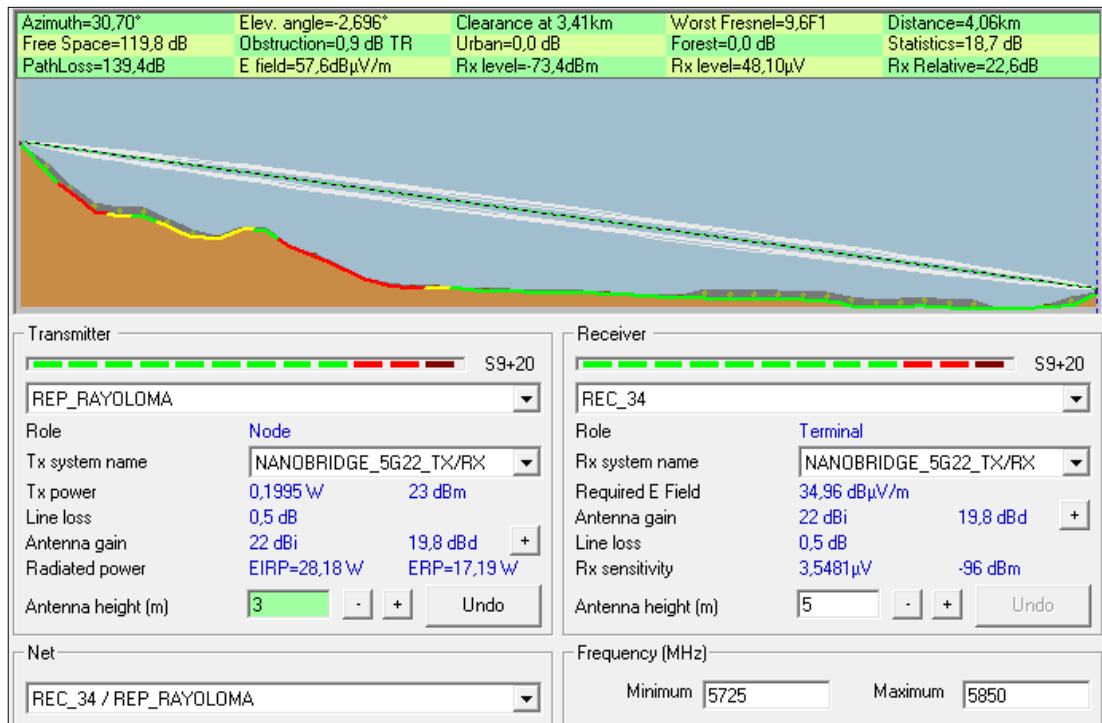 Azimuth=30,70° Elev. angle=-2,696° Clearance at 3,41km Worst Fresnel=9,6F1 Distance=4,06km
Free Space=119,8 dB Obstruction=0,9 dB TR Urban=0,0 dB Forest=0,0 dB Statistics=18,7 dB
PathLoss=139,4dB E field=57,6dBμV/m Rx level=-73,4dBm Rx level=48,10μV Rx Relative=22,6dB
Transmitter
S9+20
REP_RAYOLOMA
Role Node
Tx system name NANOBRIDGE_5G22_TX/RX
Tx power 0,1995 W 23 dBm
Line loss 0,5 dB
Antenna gain 22 dBi 19,8 dBd +
Radiated power EIRP=28,18 W ERP=17,19 W
Antenna height (m) 3 - + Undo
Receiver
S9+20
REC_34
Role Terminal
Rx system name NANOBRIDGE_5G22_TX/RX
Required E Field 34,96 dBμV/m
Antenna gain 22 dBi 19,8 dBd +
Line loss 0,5 dB
Rx sensitivity 3,5481μV -96 dBm
Antenna height (m) 5 - + Undo
Net
REC_34 / REP_RAYOLOMA
Frequency (MHz)
Minimum 5725 Maximum 5850